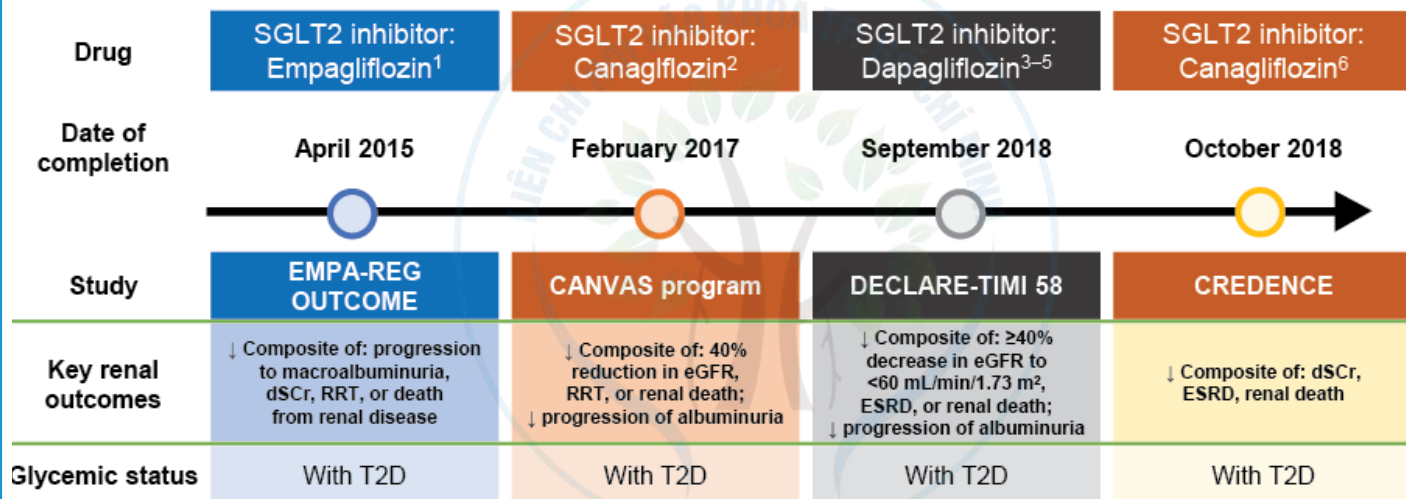 Drug
SGLT2 inhibitor:
Empagliflozin¹
SGLT2 inhibitor:
Canaglflozin²
SGLT2 inhibitor:
Dapagliflozin³⁻⁵
SGLT2 inhibitor:
Canagliflozin⁶
Date of
completion
April 2015
February 2017
September 2018
October 2018
Study
EMPA-REG
OUTCOME
CANVAS program
DECLARE-TIMI 58
CREDENCE
Key renal
outcomes
↓ Composite of: progression
to macroalbuminuria,
dSCr, RRT, or death
from renal disease
↓ Composite of: 40%
reduction in eGFR,
RRT, or renal death;
↓ progression of albuminuria
↓ Composite of: ≥40%
decrease in eGFR to
<60 mL/min/1.73 m²,
ESRD, or renal death;
↓ progression of albuminuria
↓ Composite of: dSCr,
ESRD, renal death
Glycemic status
With T2D
With T2D
With T2D
With T2D